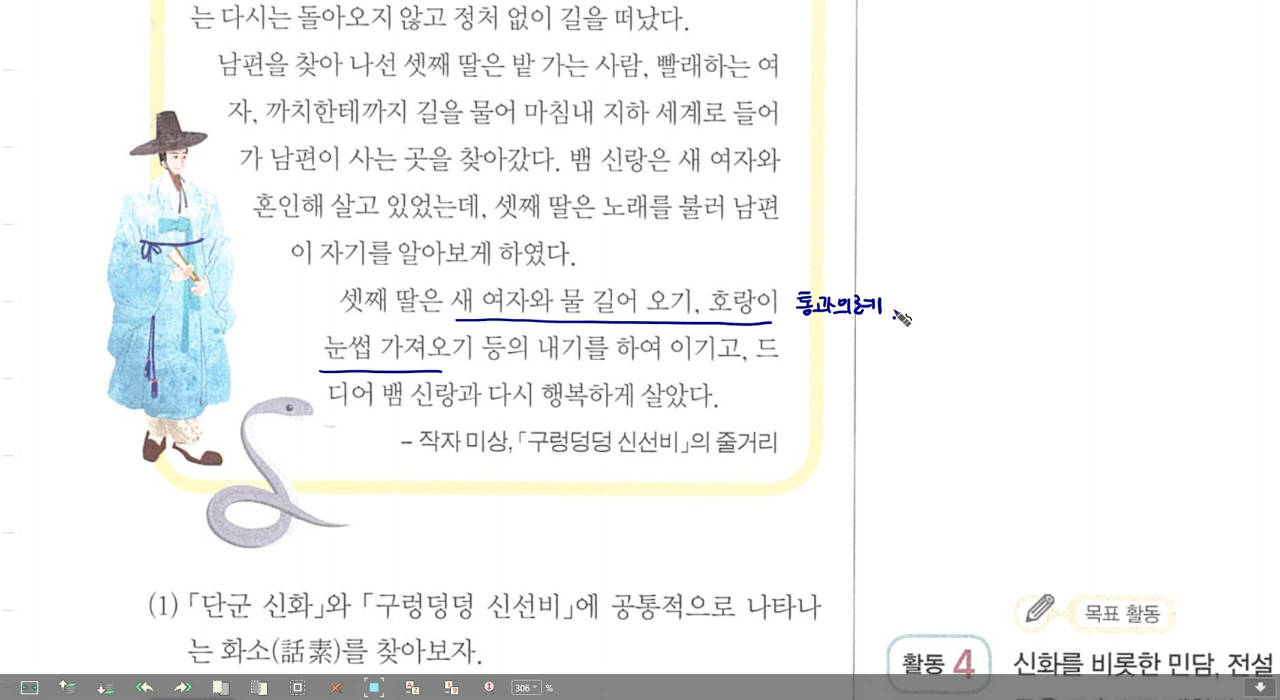 는 다시는 돌아오지 않고 정처 없이 길을 떠났다.
남편을 찾아 나선 셋째 딸은 밭 가는 사람, 빨래하는 여
자, 까치한테까지 길을 물어 마침내 지하 세계로 들어
가 남편이 사는 곳을 찾아갔다. 뱀 신랑은 새 여자와
혼인해 살고 있었는데, 셋째 딸은 노래를 불러 남편
이 자기를 알아보게 하였다.
셋째 딸은 새 여자와 물 길어 오기, 호랑이
통과의례
눈썹 가져오기 등의 내기를 하여 이기고, 드
디어 뱀 신랑과 다시 행복하게 살았다.
- 작자 미상, 「구렁덩덩 신선비」의 줄거리
(1) 「단군 신화」와 「구렁덩덩 신선비」에 공통적으로 나타나
는 화소(話素)를 찾아보자.
목표 활동
활동 4 신화를 비롯한 민담, 전설
306 %